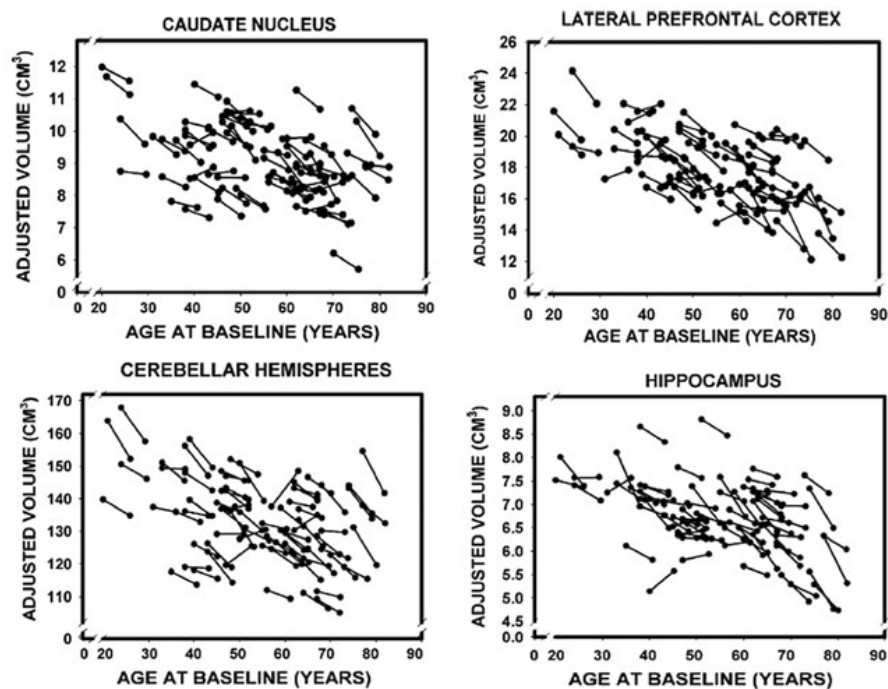 CAUDATE NUCLEUS
ADJUSTED VOLUME (CM³)
12
11
10
9
8
7
6
0
0 20 30 40 50 60 70 80 90
AGE AT BASELINE (YEARS)
LATERAL PREFRONTAL CORTEX
ADJUSTED VOLUME (CM³)
26
24
22
20
18
16
14
12
0
0 20 30 40 50 60 70 80 90
AGE AT BASELINE (YEARS)
CEREBELLAR HEMISPHERES
ADJUSTED VOLUME (CM³)
170
160
150
140
130
120
110
0
0 20 30 40 50 60 70 80 90
AGE AT BASELINE (YEARS)
HIPPOCAMPUS
ADJUSTED VOLUME (CM³)
9.0
8.5
8.0
7.5
7.0
6.5
6.0
5.5
5.0
4.5
0.0
0 20 30 40 50 60 70 80 90
AGE AT BASELINE (YEARS)